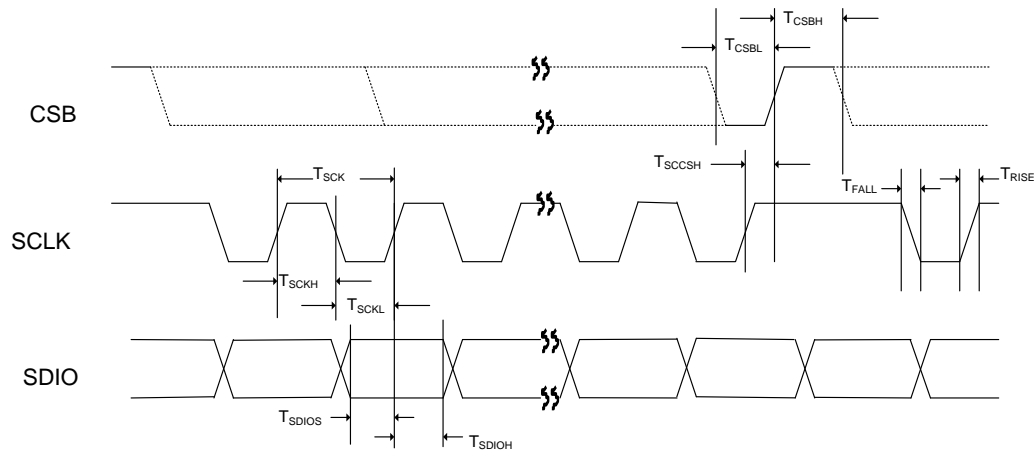 TCSBH
TCSBL
CSB
TSCCSH
TSCK
TFALL
TRISE
SCLK
TSCKH
TSCKL
SDIO
TSDIOS
TSDIOH